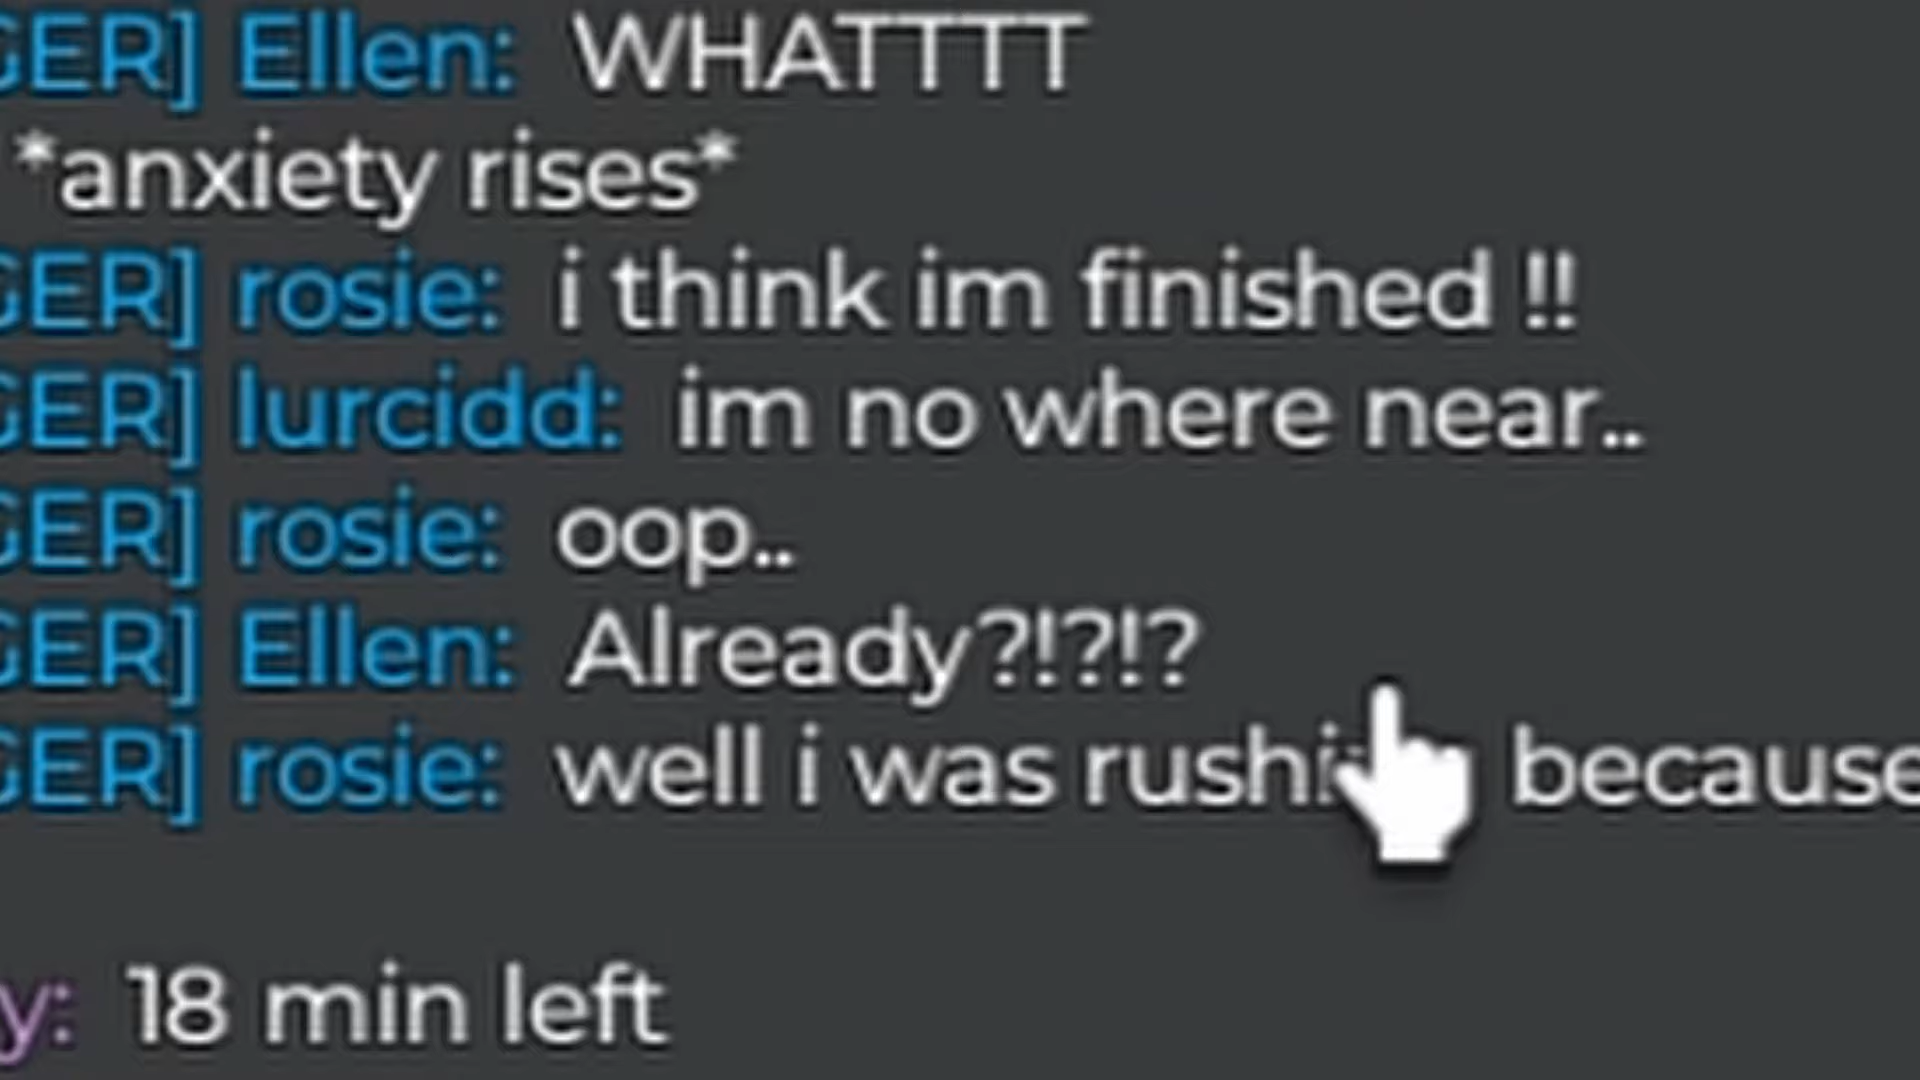 GER] Ellen: WHATTTT
*anxiety rises*
GER] rosie: i think im finished !!
GER] lurcidd: im no where near..
GER] rosie: oop..
GER] Ellen: Already?!?!?
GER] rosie: well i was because
y: 18 min left